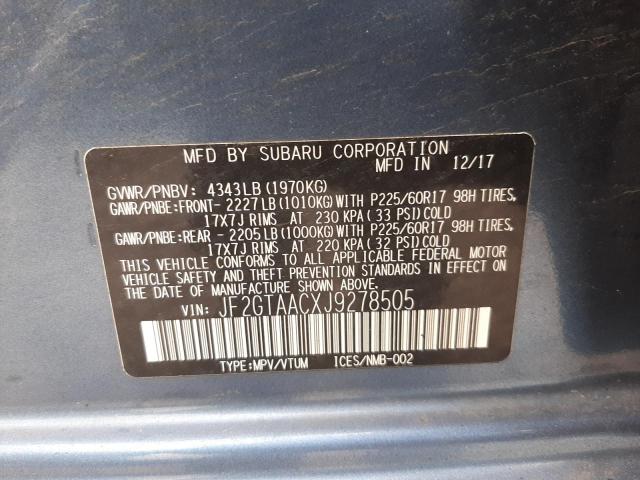 MFD BY SUBARU CORPORATION
MFD IN 12/17
GVWR/PNBV: 4343LB (1970KG)
GAWR/PNBE:FRONT- 2227LB (1010KG) WITH P225/60R17 98H TIRES,
17X7J RIMS AT 230 KPA (33 PSI) COLD
GAWR/PNBE:REAR - 2205LB (1000KG) WITH P225/60R17 98H TIRES,
17X7J RIMS AT 220 KPA (32 PSI) COLD
THIS VEHICLE CONFORMS TO ALL APPLICABLE FEDERAL MOTOR
VEHICLE SAFETY AND THEFT PREVENTION STANDARDS IN EFFECT ON
THE DATE OF MANUFACTURE SHOWN ABOVE.
VIN: JF2GTAACXJ9278505
TYPE:MPV/VTUM ICES/NMB-002